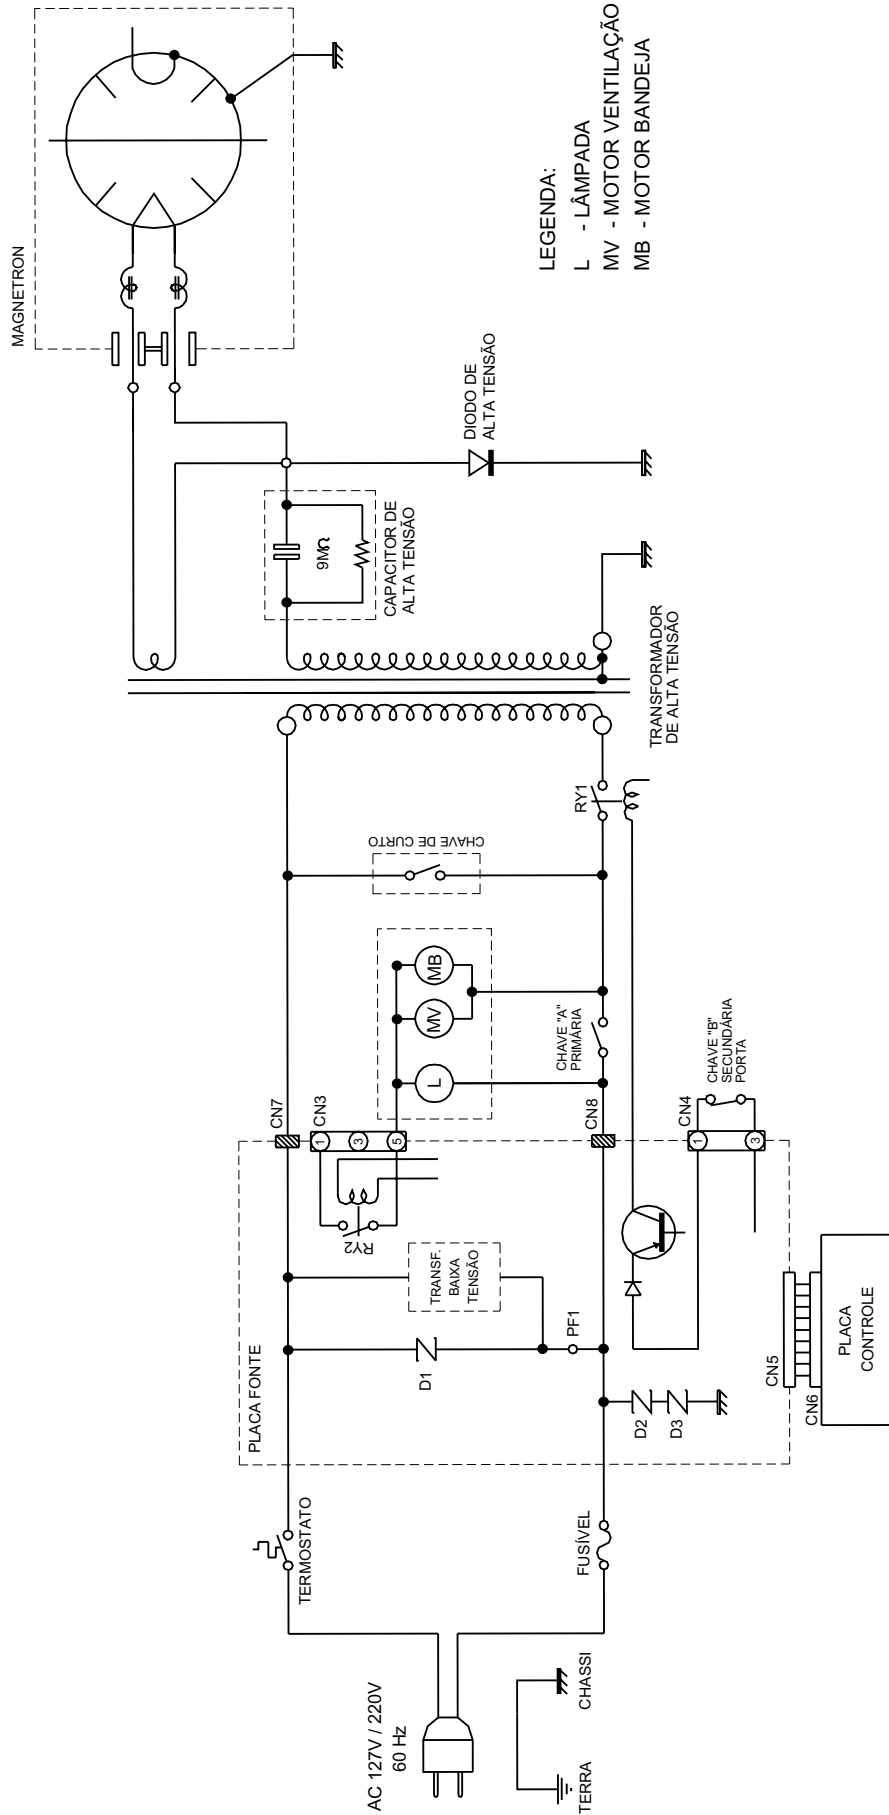 MAGNETRON
LEGENDA:
L - LÂMPADA
MV - MOTOR VENTILAÇÃO
MB - MOTOR BANDEJA
DIODO DE
ALTA TENSÃO
9MΩ
CAPACITOR DE
ALTA TENSÃO
TRANSFORMADOR
DE ALTA TENSÃO
RY1
CHAVE DE CURTO
MB
MV
L
CHAVE "A"
PRIMÁRIA
CHAVE "B"
SECUNDÁRIA
PORTA
CN7
CN3
CN8
CN4
1
3
5
1
3
RY2
TRANSF.
BAIXA
TENSÃO
D1
PF1
PLACA FONTE
D2
D3
CN5
CN6
PLACA
CONTROLE
TERMOSTATO
FUSÍVEL
AC 127V / 220V
60 Hz
CHASSI
TERRA